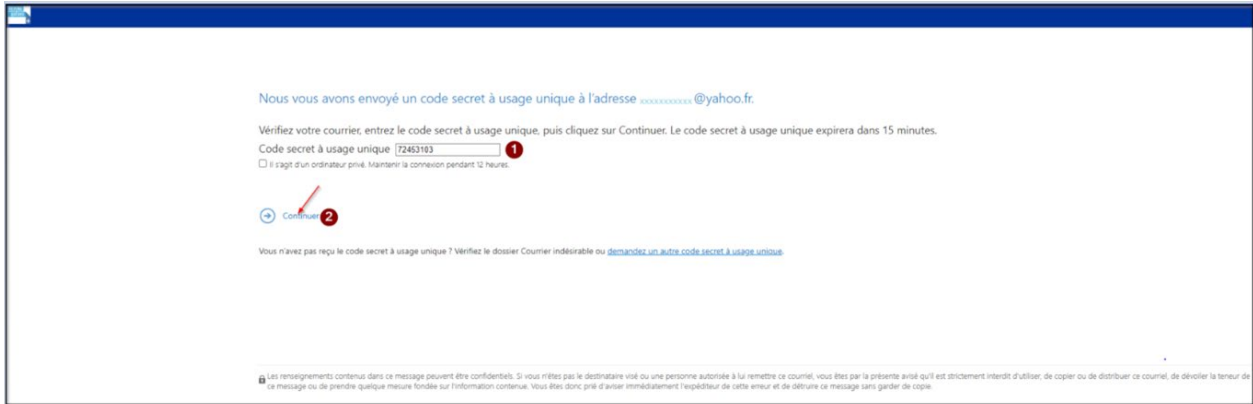 Nous vous avons envoyé un code secret à usage unique à l'adresse xxxxxxxxxxx @yahoo.fr.
Vérifiez votre courrier, entrez le code secret à usage unique, puis cliquez sur Continuer. Le code secret à usage unique expirera dans 15 minutes.
Code secret à usage unique 72453103 1
Il s'agit d'un ordinateur privé. Maintenir la connexion pendant 12 heures.
Continuer 2
Vous n'avez pas reçu le code secret à usage unique ? Vérifiez le dossier Courrier indésirable ou demandez un autre code secret à usage unique.
Les renseignements contenus dans ce message peuvent être confidentiels. Si vous n'êtes pas le destinataire visé ou une personne autorisée à lui remettre ce courriel, vous êtes par la présente avisé qu'il est strictement interdit d'utiliser, de copier ou de distribuer ce courriel, de dévoiler la teneur de
ce message ou de prendre quelque mesure fondée sur l'information contenue. Vous êtes donc prié d'aviser immédiatement l'expéditeur de cette erreur et de détruire ce message sans garder de copie.